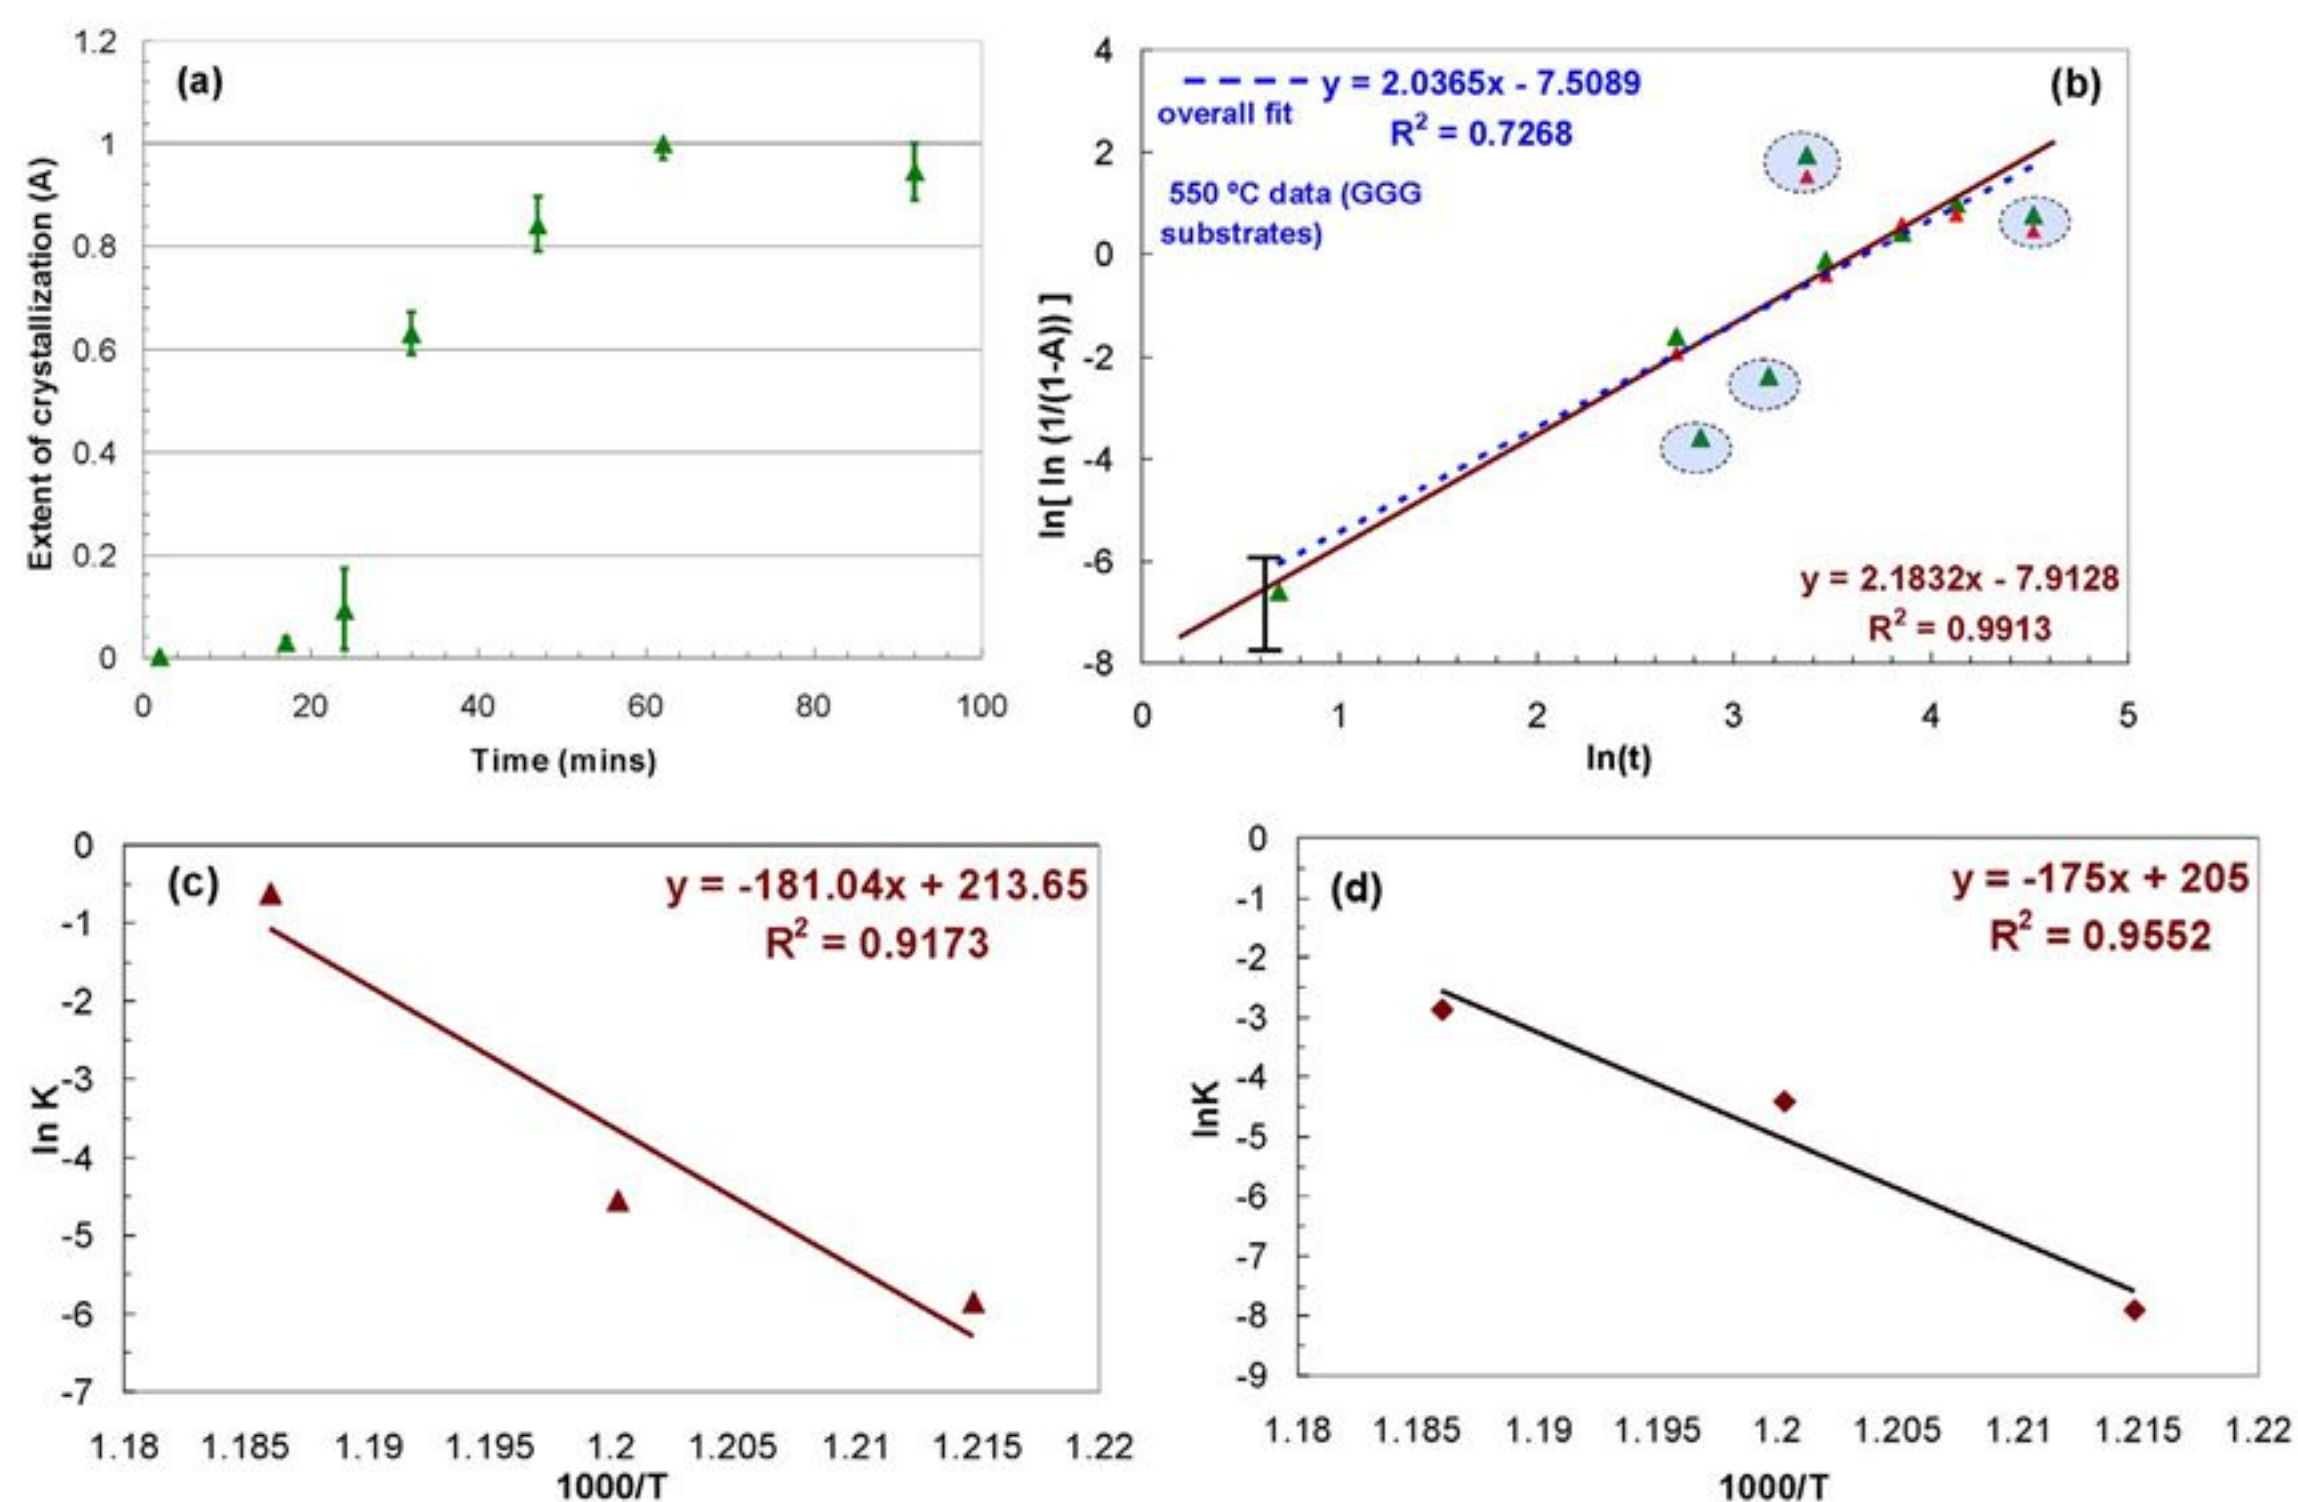 (a)
1.2
1
0.8
0.6
0.4
0.2
0
0 20 40 60 80 100
Extent of crystallization (A)
Time (mins)
(b)
y = 2.0365x - 7.5089
overall fit
R² = 0.7268
550 ºC data (GGG
substrates)
4
2
0
-2
-4
-6
-8
ln[ ln (1/(1-A)) ]
y = 2.1832x - 7.9128
R² = 0.9913
0 1 2 3 4 5
ln(t)
(c)
y = -181.04x + 213.65
R² = 0.9173
0
-1
-2
-3
-4
-5
-6
-7
ln K
1.18 1.185 1.19 1.195 1.2 1.205 1.21 1.215 1.22
1000/T
(d)
y = -175x + 205
R² = 0.9552
0
-1
-2
-3
-4
-5
-6
-7
-8
-9
lnK
1.18 1.185 1.19 1.195 1.2 1.205 1.21 1.215 1.22
1000/T